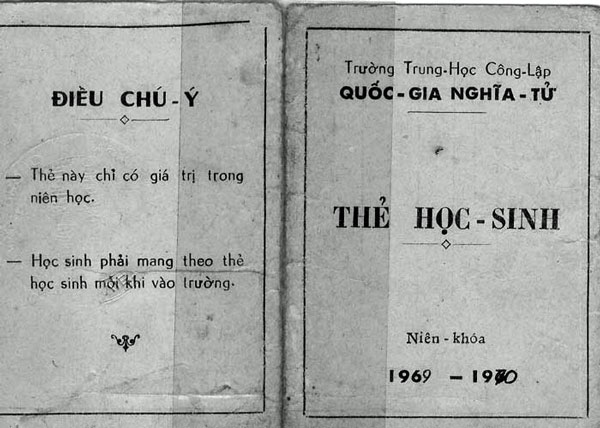 ĐIỀU CHÚ-Ý
— Thẻ này chỉ có giá trị trong
niên học.
— Học sinh phải mang theo thẻ
học sinh mỗi khi vào trường.
Trường Trung-Học Công-Lập
QUỐC-GIA NGHĨA-TỬ
THẺ HỌC-SINH
Niên-khóa
1969 — 1970